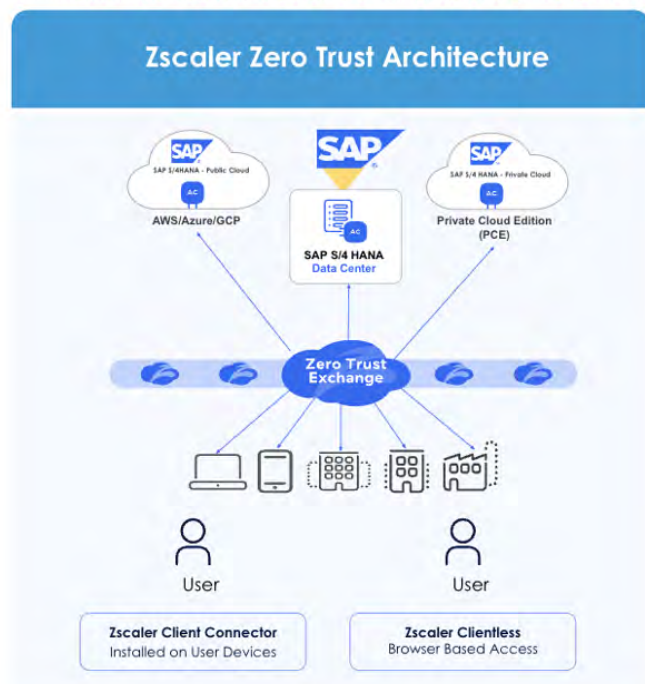 Zscaler Zero Trust Architecture
SAP
SAP S/4HANA - Public Cloud
AC
AWS/Azure/GCP
SAP
®
AC
SAP S/4 HANA
Data Center
SAP
SAP S/4 HANA - Private Cloud
AC
Private Cloud Edition
(PCE)
Zero Trust
Exchange
User
User
Zscaler Client Connector
Installed on User Devices
Zscaler Clientless
Browser Based Access